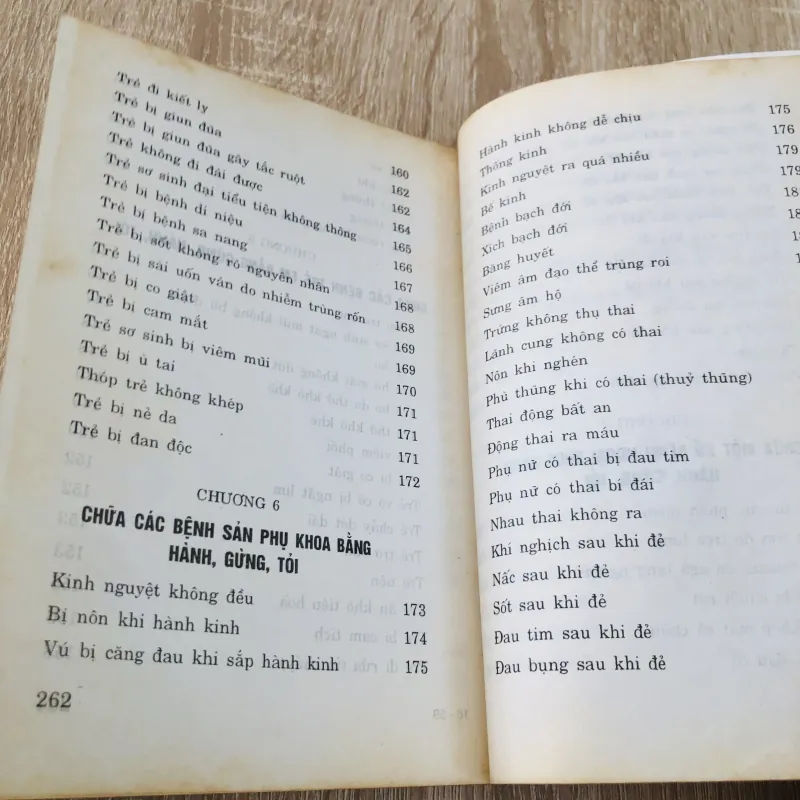 Trẻ đi kiết lỵ 160
Trẻ bị giun đũa 162
Trẻ bị giun đũa gây tắc ruột 162
Trẻ không đi đái được 164
Trẻ sơ sinh đại tiểu tiện không thông 165
Trẻ bị bệnh di niệu 166
Trẻ bị bệnh sa nang 167
Trẻ bị sốt không rõ nguyên nhân 168
Trẻ bị sài uốn ván do nhiễm trùng rốn 168
Trẻ bị co giật 169
Trẻ bị cam mắt 169
Trẻ sơ sinh bị viêm mũi 170
Trẻ bị ù tai 171
Thóp trẻ không khép 171
Trẻ bị nẻ da 171
Trẻ bị đan độc 172
CHƯƠNG 6
CHỮA CÁC BỆNH SẢN PHỤ KHOA BẰNG
HÀNH, GỪNG, TỎI
Kinh nguyệt không đều 173
Bị nôn khi hành kinh 174
Vú bị căng đau khi sắp hành kinh 175
262
Hành kinh không dễ chịu 175
Thống kinh 176
Kinh nguyệt ra quá nhiều 179
Bế kinh 179
Bệnh bạch đới
Xích bạch đới
Băng huyết
Viêm âm đạo thể trùng roi
Sưng âm hộ
Trứng không thụ thai
Lãnh cung không có thai
Nôn khi nghén
Phù thũng khi có thai (thuỷ thũng)
Thai động bất an
Động thai ra máu
Phụ nữ có thai bị đau tim
Phụ nữ có thai bí đái
Nhau thai không ra
Khí nghịch sau khi đẻ
Nấc sau khi đẻ
Sốt sau khi đẻ
Đau tim sau khi đẻ
Đau bụng sau khi đẻ